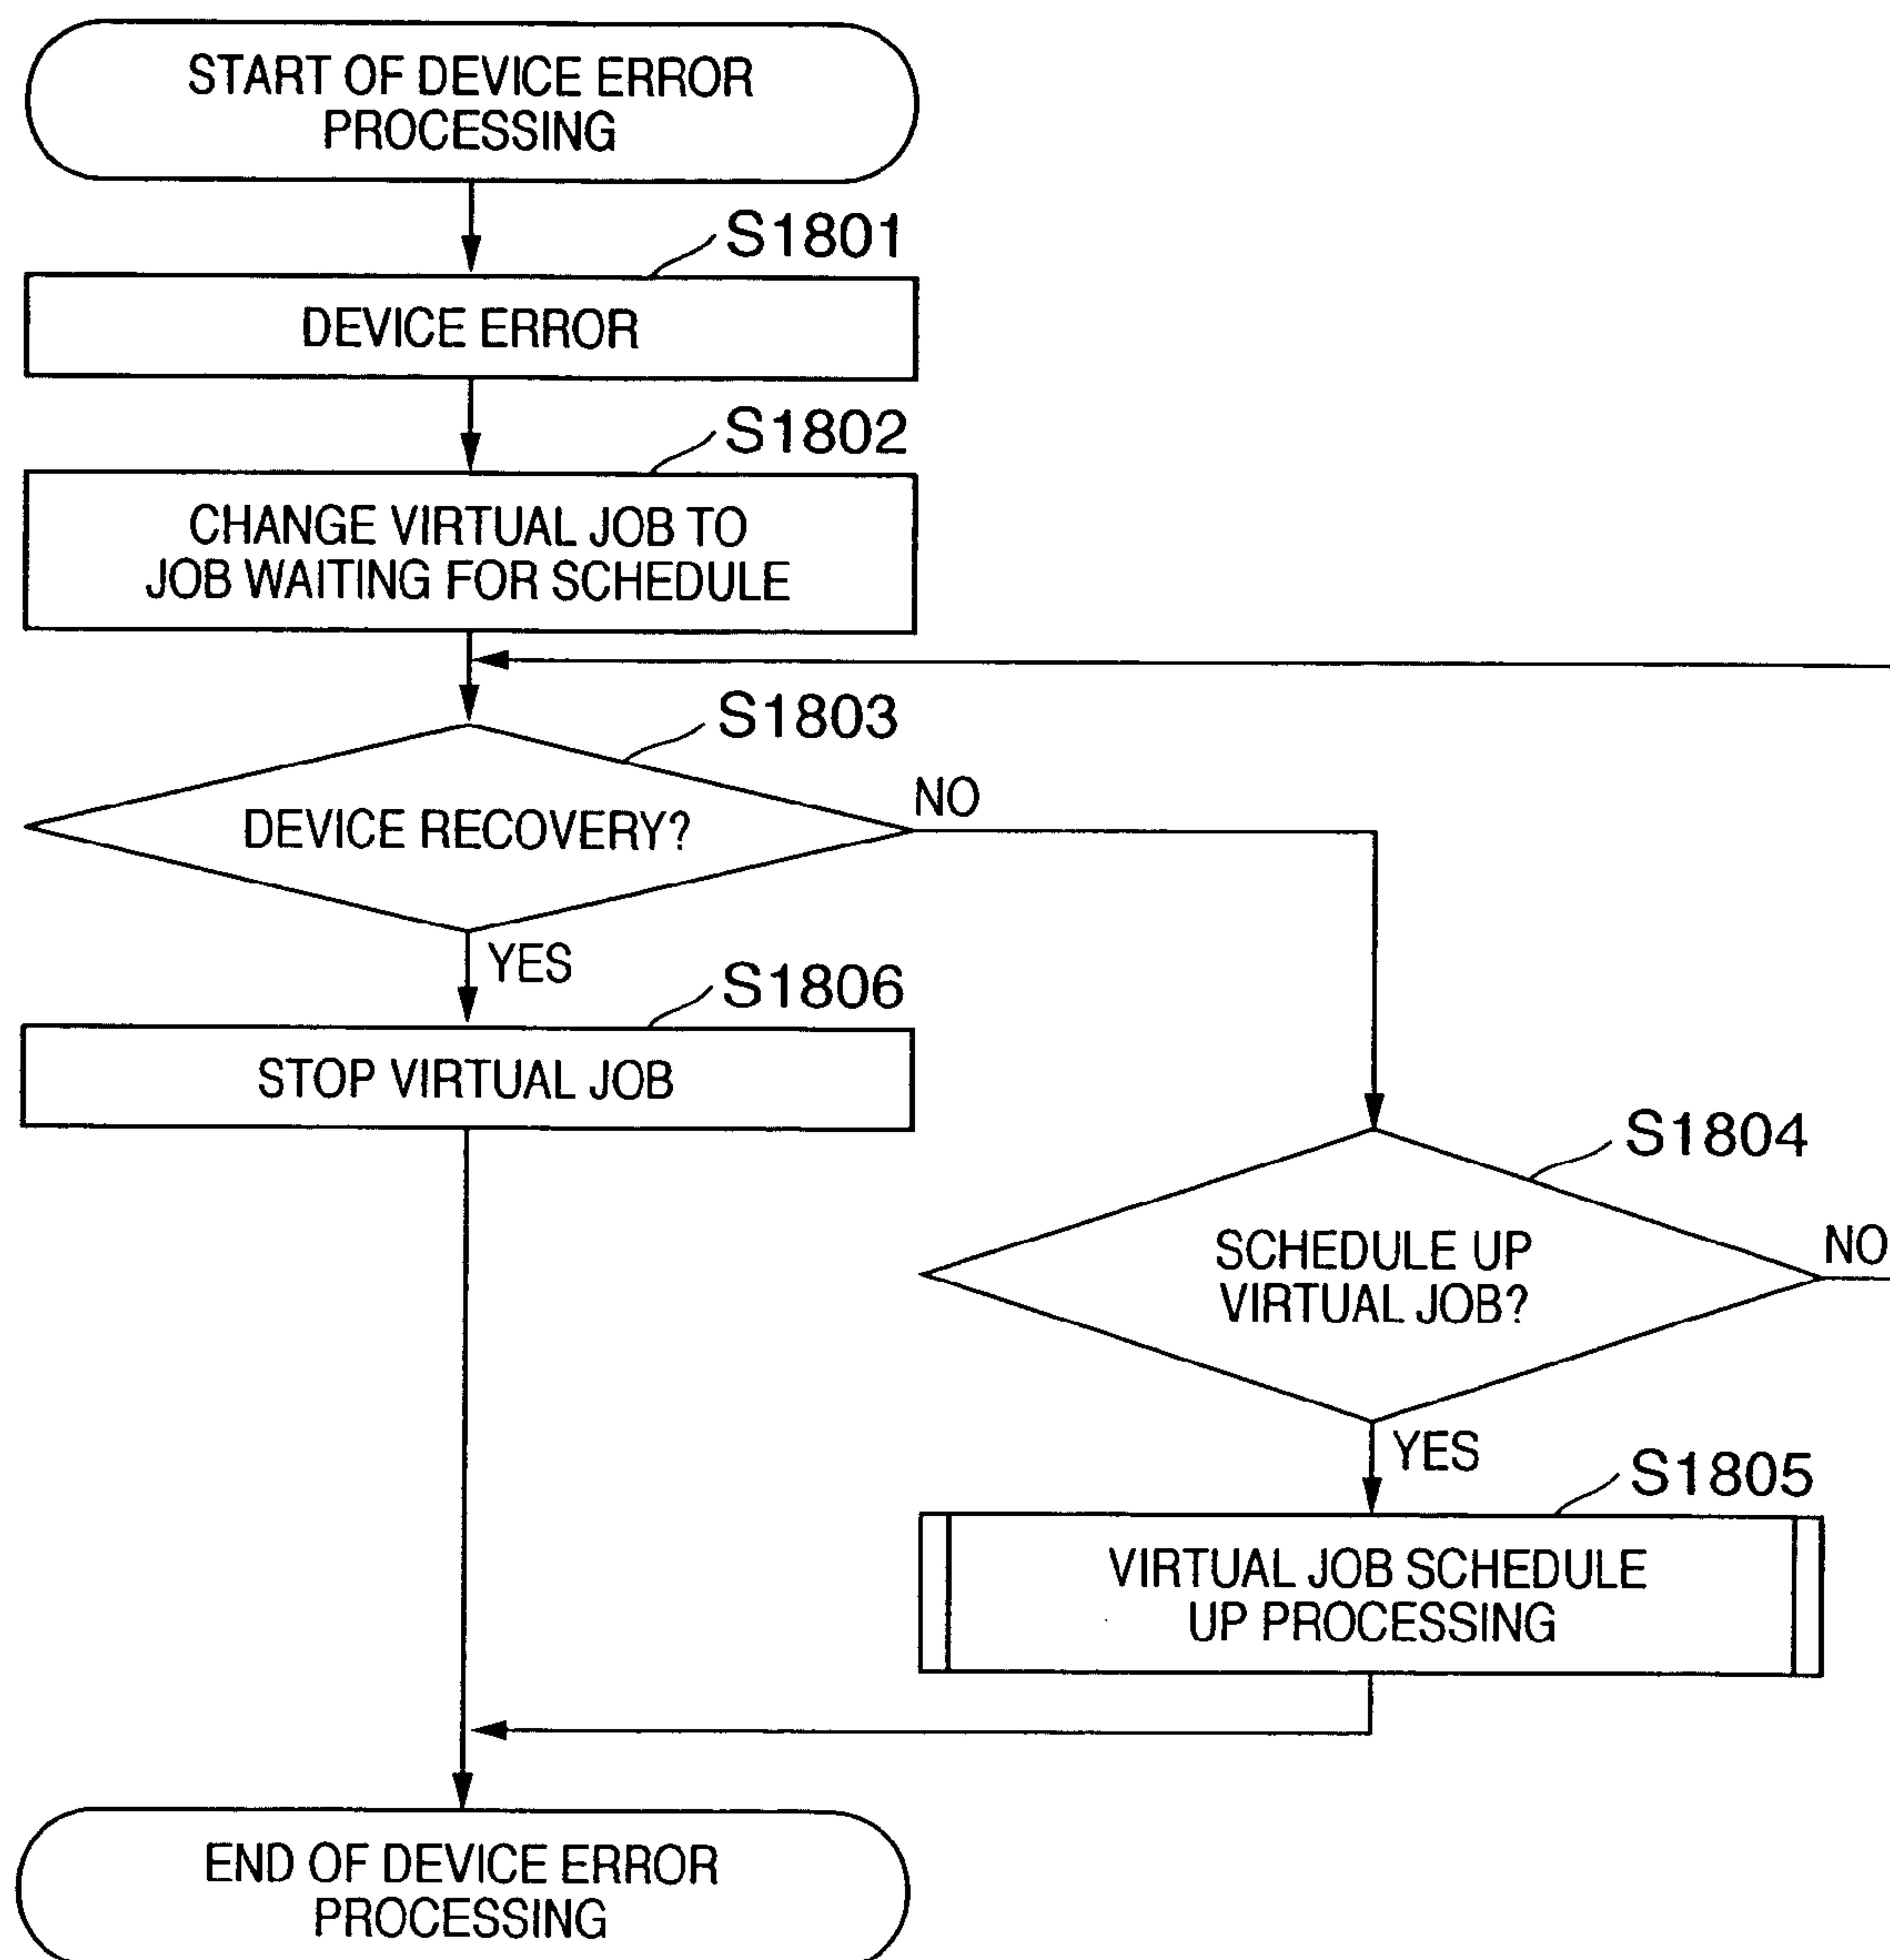 START OF DEVICE ERROR
PROCESSING
S1801
DEVICE ERROR
S1802
CHANGE VIRTUAL JOB TO
JOB WAITING FOR SCHEDULE
S1803
DEVICE RECOVERY?
NO
YES
S1806
STOP VIRTUAL JOB
S1804
SCHEDULE UP
VIRTUAL JOB?
NO
YES
S1805
VIRTUAL JOB SCHEDULE
UP PROCESSING
END OF DEVICE ERROR
PROCESSING